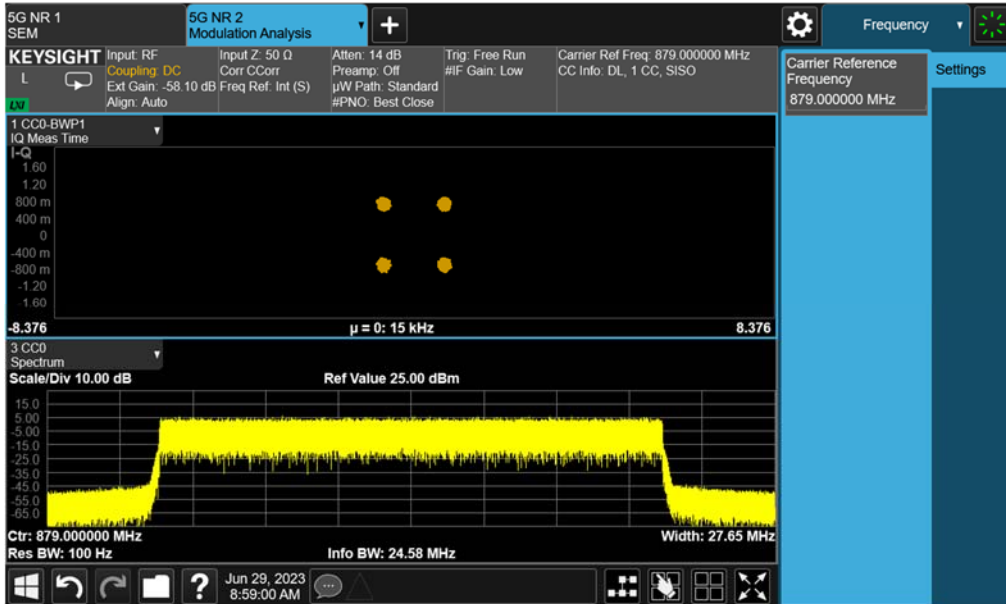 5G NR 1
SEM
5G NR 2
Modulation Analysis
Frequency
KEYSIGHT
L
LXI
Input: RF
Coupling: DC
Ext Gain: -58.10 dB
Align: Auto
Input Z: 50 Ω
Corr CCorr
Freq Ref: Int (S)
Atten: 14 dB
Preamp: Off
µW Path: Standard
#PNO: Best Close
Trig: Free Run
#IF Gain: Low
Carrier Ref Freq: 879.000000 MHz
CC Info: DL, 1 CC, SISO
Carrier Reference
Frequency
879.000000 MHz
Settings
1 CC0-BWP1
IQ Meas Time
I-Q
1.60
1.20
800 m
400 m
0
-400 m
-800 m
-1.20
-1.60
-8.376
µ = 0: 15 kHz
8.376
3 CC0
Spectrum
Scale/Div 10.00 dB
Ref Value 25.00 dBm
15.0
5.00
-5.00
-15.0
-25.0
-35.0
-45.0
-55.0
-65.0
Ctr: 879.000000 MHz
Width: 27.65 MHz
Res BW: 100 Hz
Info BW: 24.58 MHz
Jun 29, 2023
8:59:00 AM